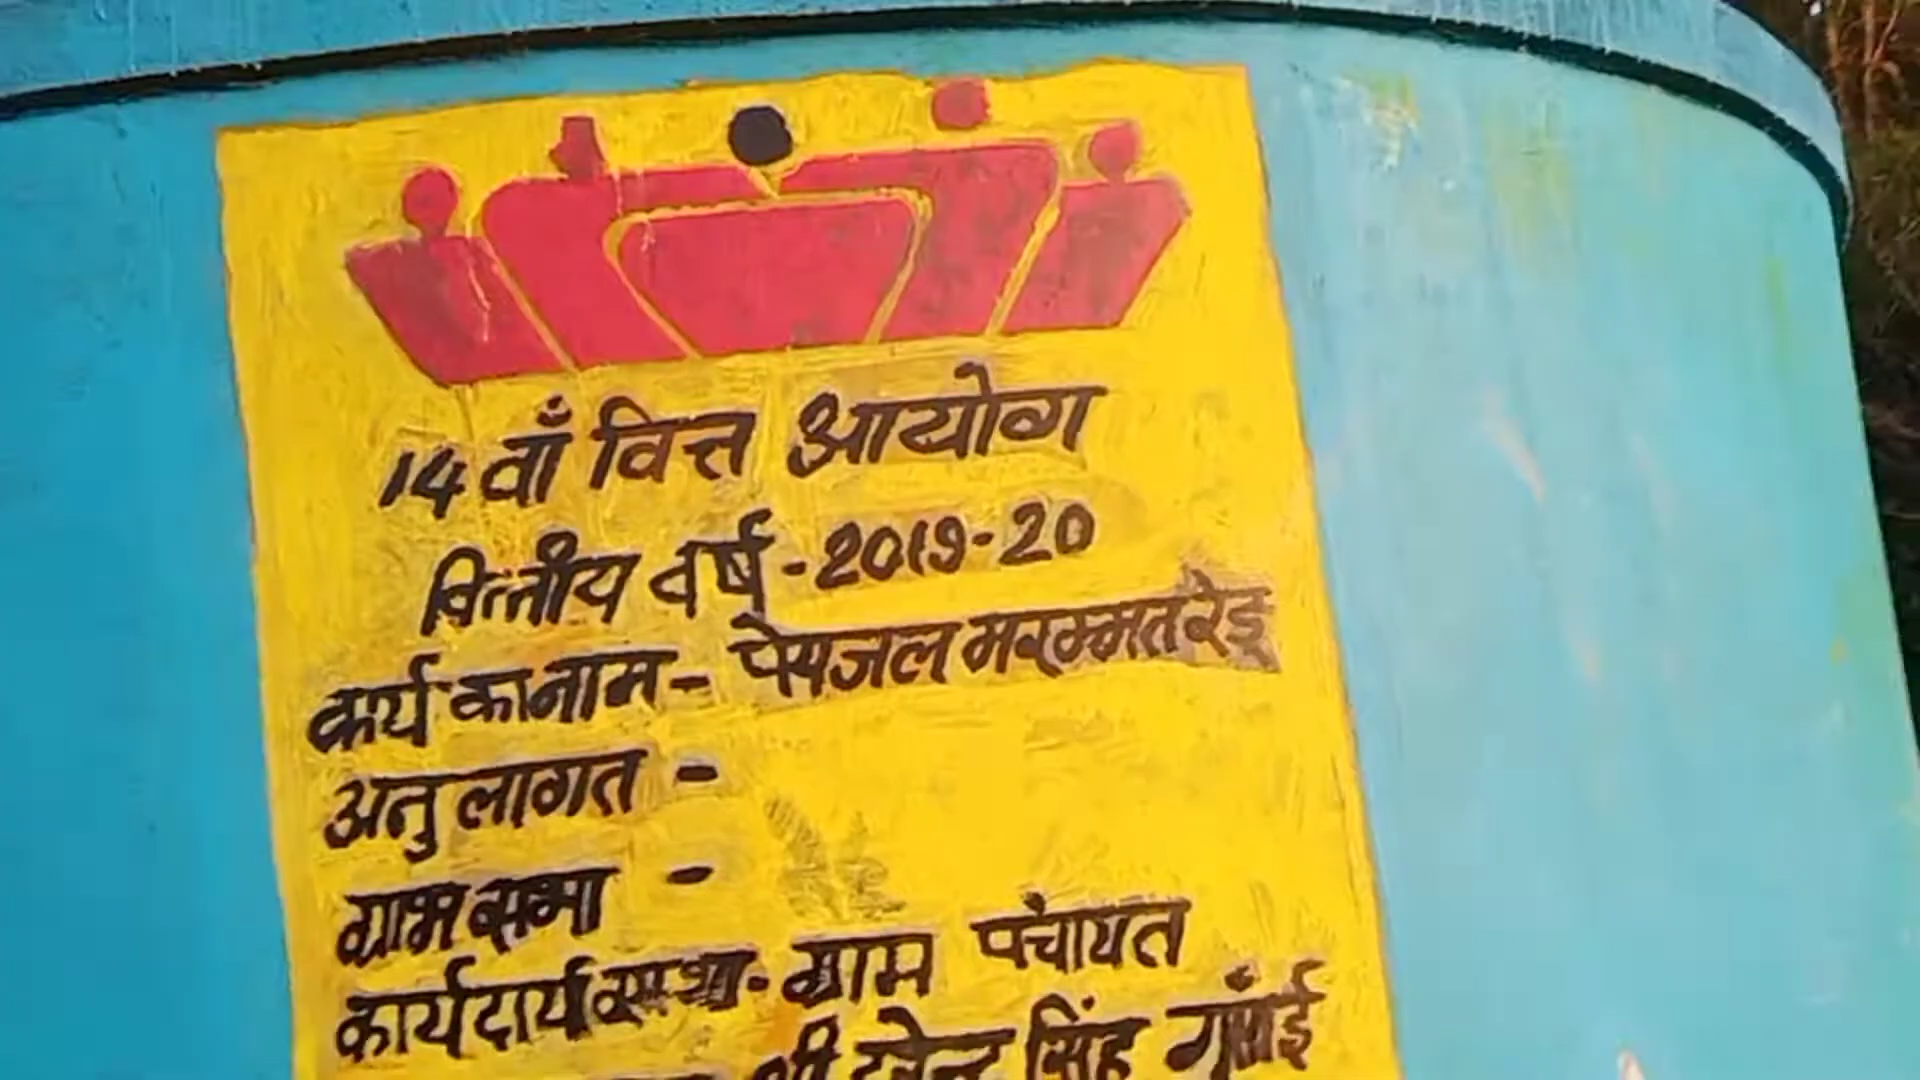 14 वाँ वित्त आयोग
वित्तीय वर्ष - 2019-20
कार्य का नाम - पेयजल मरम्मत रेइ
अनु लागत -
ग्राम सभा -
कार्यदायी संस्था - ग्राम पंचायत
श्री देवेन्द्र सिंह गुसाँई